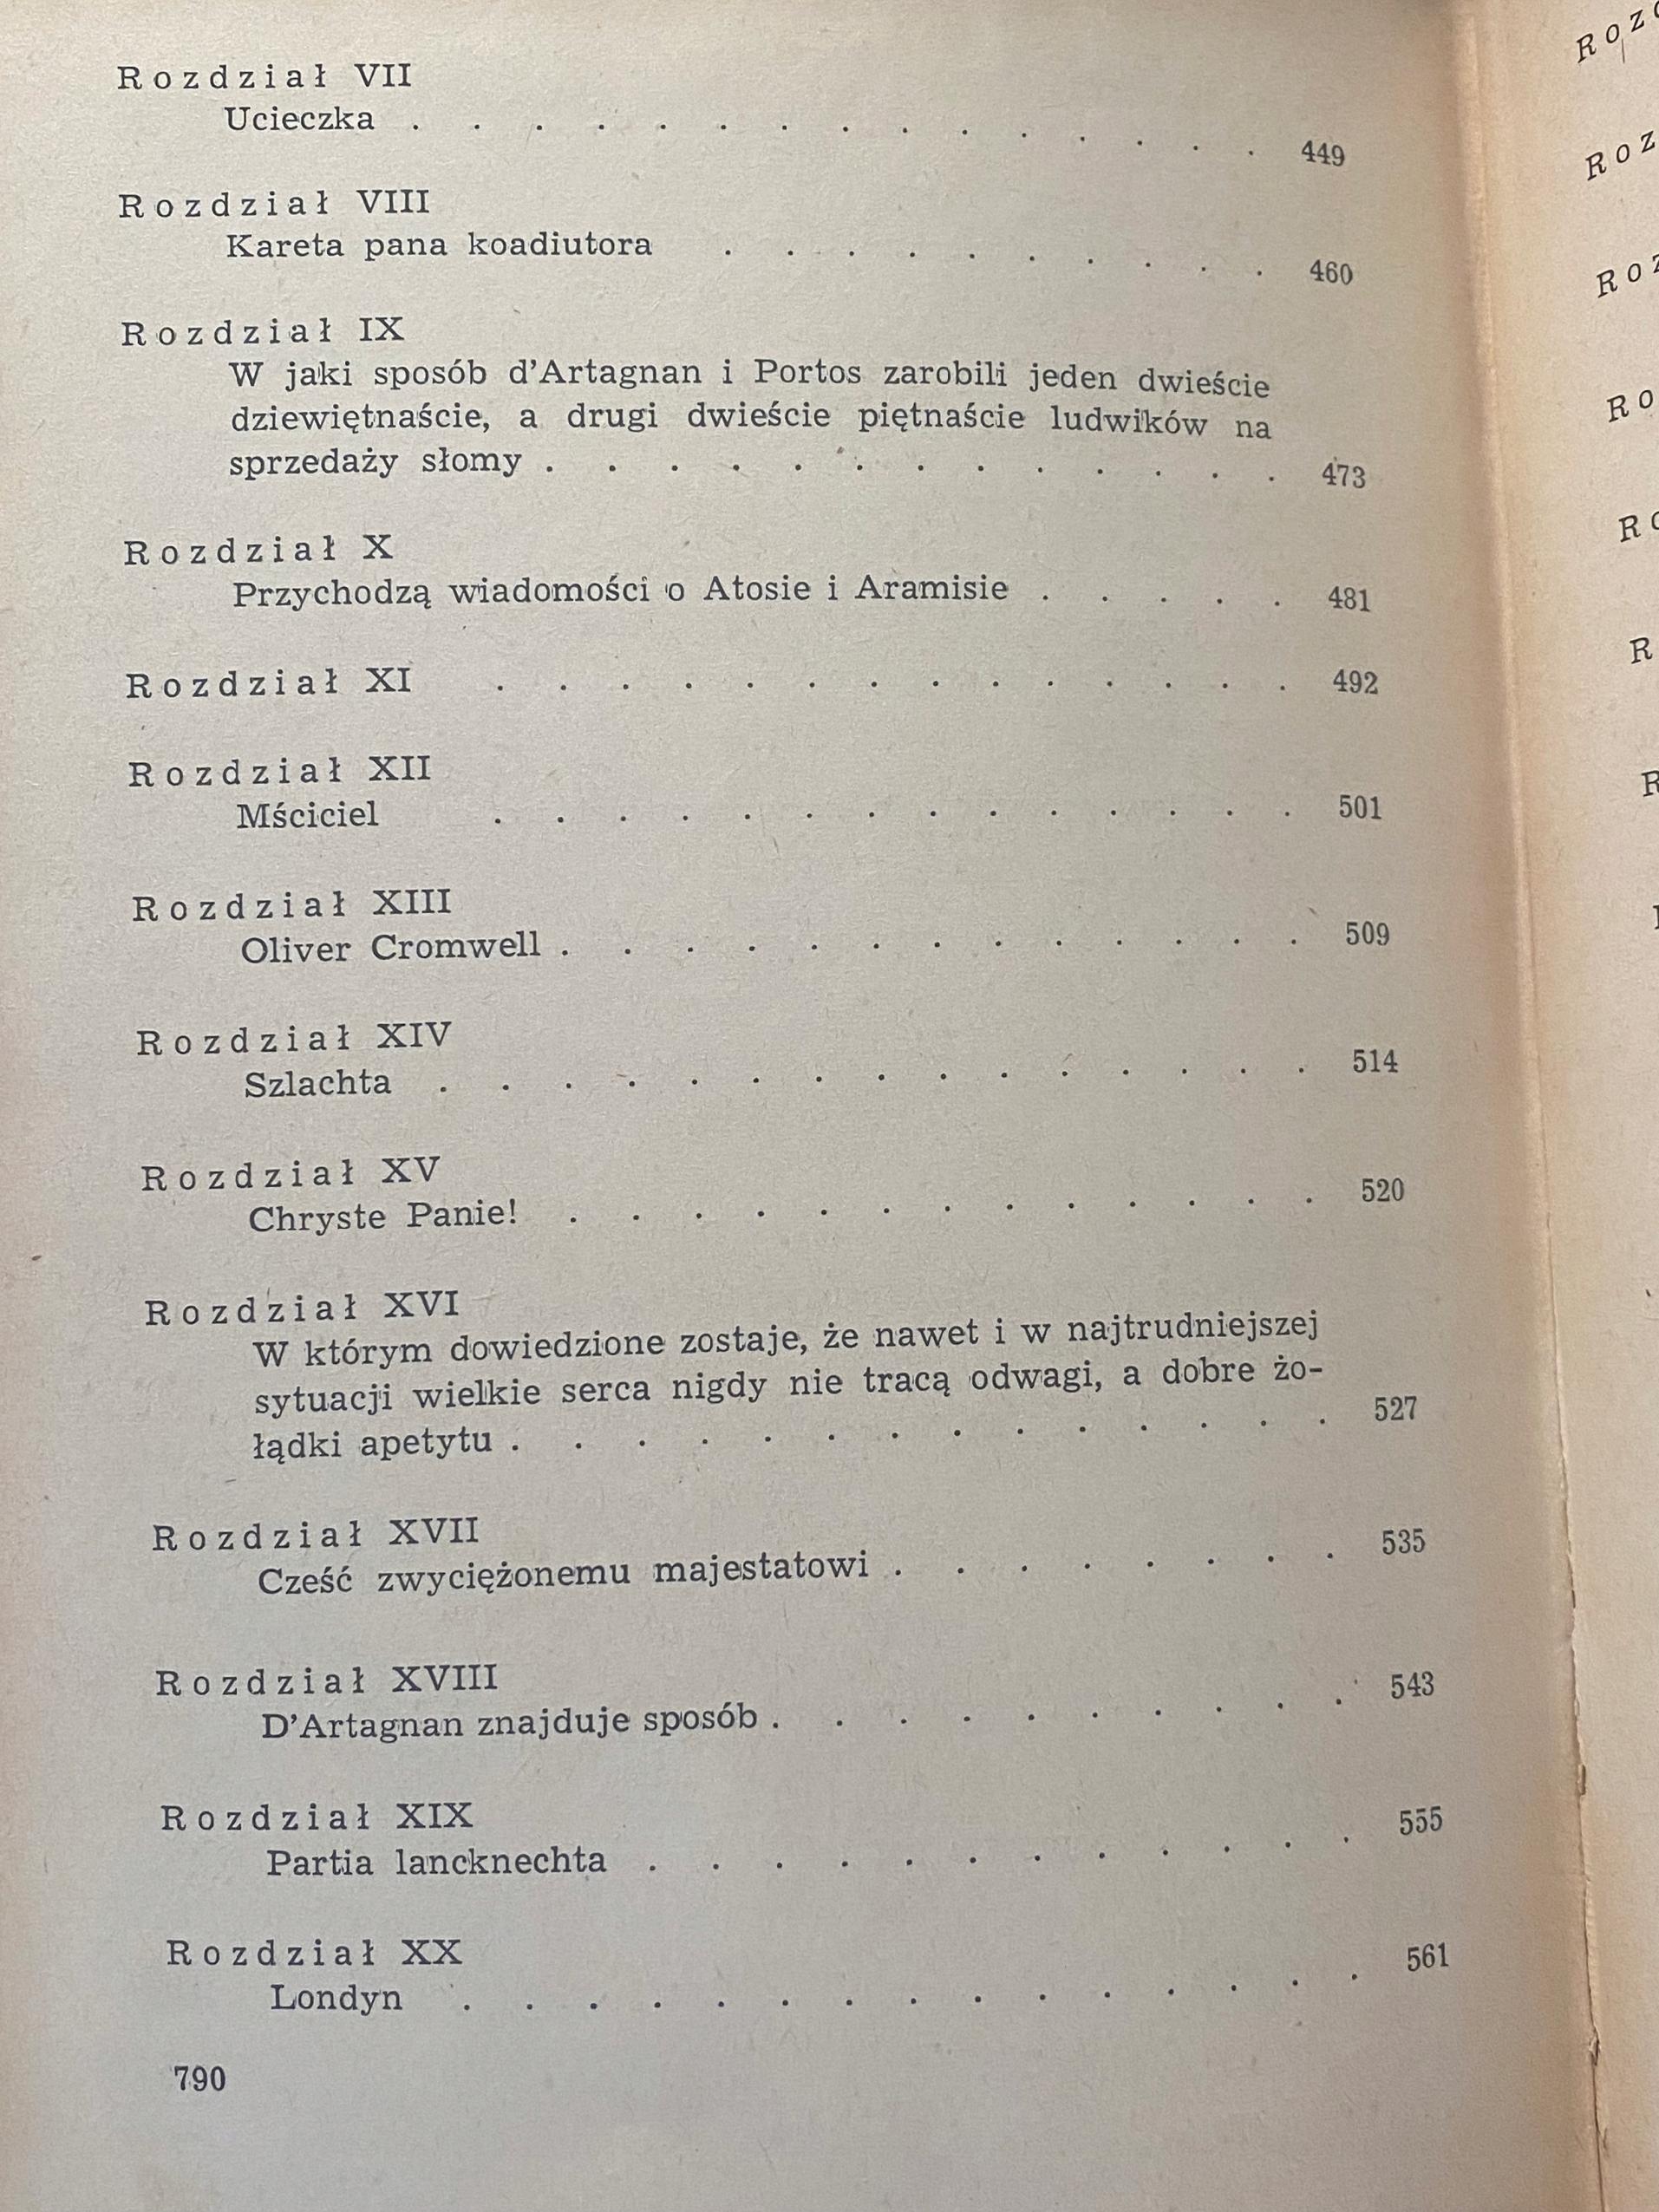 Rozdział VII
Ucieczka . . . . . . . . . . . . . . 449
Rozdział VIII
Kareta pana koadiutora . . . . . . . . . . 460
Rozdział IX
W jaki sposób d'Artagnan i Portos zarobili jeden dwieście
dziewiętnaście, a drugi dwieście piętnaście ludwików na
sprzedaży słomy . . . . . . . . . . . . . 473
Rozdział X
Przychodzą wiadomości o Atosie i Aramisie . . . . . 481
Rozdział XI . . . . . . . . . . . . . . 492
Rozdział XII
Mściciel . . . . . . . . . . . . . . 501
Rozdział XIII
Oliver Cromwell . . . . . . . . . . . . . 509
Rozdział XIV
Szlachta . . . . . . . . . . . . . . . 514
Rozdział XV
Chryste Panie! . . . . . . . . . . . . . 520
Rozdział XVI
W którym dowiedzione zostaje, że nawet i w najtrudniejszej
sytuacji wielkie serca nigdy nie tracą odwagi, a dobre żo-
łądki apetytu . . . . . . . . . . . . . . 527
Rozdział XVII
Cześć zwyciężonemu majestatowi . . . . . . . . 535
Rozdział XVIII
D'Artagnan znajduje sposób . . . . . . . . . . 543
Rozdział XIX
Partia lancknechta . . . . . . . . . . . . 555
Rozdział XX
Londyn . . . . . . . . . . . . . . . 561
790